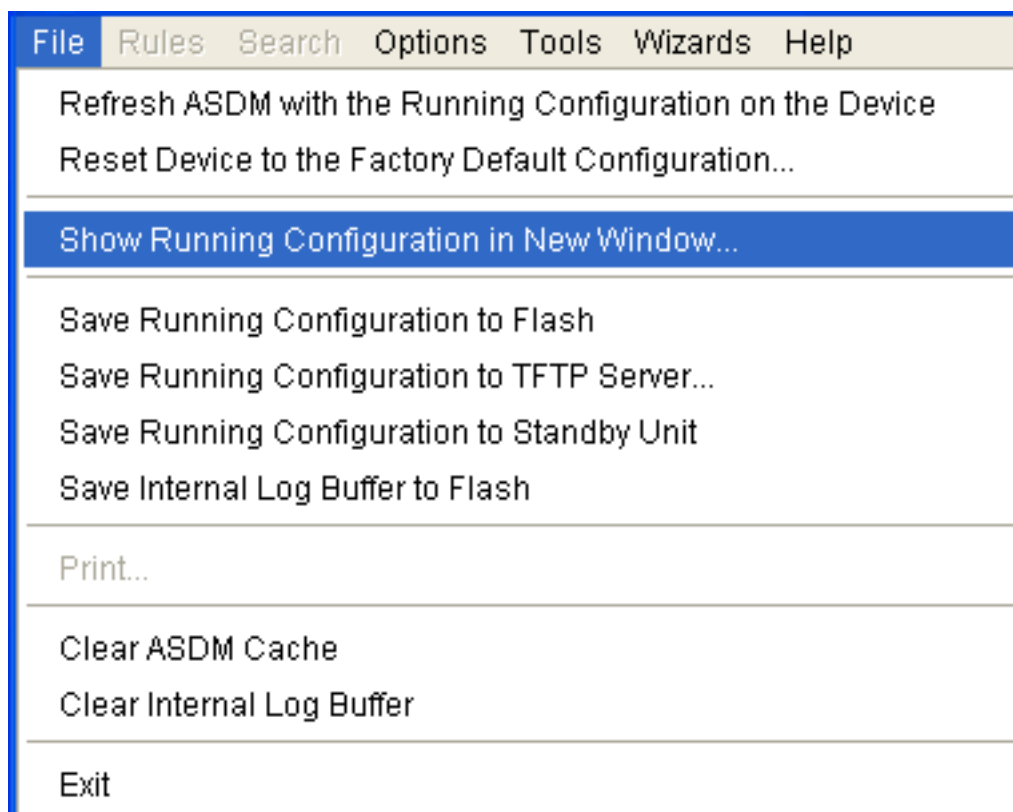 File Rules Search Options Tools Wizards Help
Refresh ASDM with the Running Configuration on the Device
Reset Device to the Factory Default Configuration...
Show Running Configuration in New Window...
Save Running Configuration to Flash
Save Running Configuration to TFTP Server...
Save Running Configuration to Standby Unit
Save Internal Log Buffer to Flash
Print...
Clear ASDM Cache
Clear Internal Log Buffer
Exit